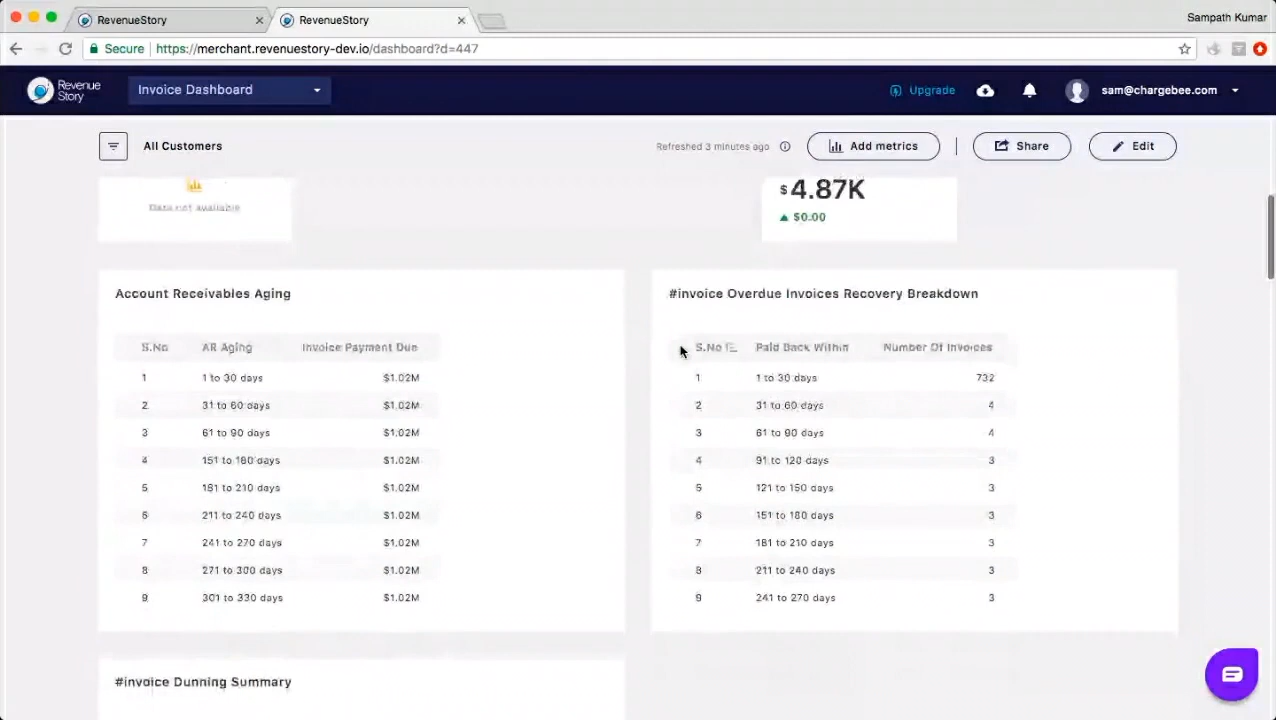 RevenueStory
RevenueStory
Sampath Kumar
Secure https://merchant.revenuestory-dev.io/dashboard?d=447
Revenue Story
Invoice Dashboard
Upgrade
sam@chargebee.com
All Customers
Refreshed 3 minutes ago
Add metrics
Share
Edit
Data not available
$4.87K
$0.00
Account Receivables Aging
S.No AR Aging Invoice Payment Due
1 1 to 30 days $1.02M
2 31 to 60 days $1.02M
3 61 to 90 days $1.02M
4 151 to 180 days $1.02M
5 181 to 210 days $1.02M
6 211 to 240 days $1.02M
7 241 to 270 days $1.02M
8 271 to 300 days $1.02M
9 301 to 330 days $1.02M
#invoice Overdue Invoices Recovery Breakdown
S.No Paid Back Within Number Of Invoices
1 1 to 30 days 732
2 31 to 60 days 4
3 61 to 90 days 4
4 91 to 120 days 3
5 121 to 150 days 3
6 151 to 180 days 3
7 181 to 210 days 3
8 211 to 240 days 3
9 241 to 270 days 3
#invoice Dunning Summary